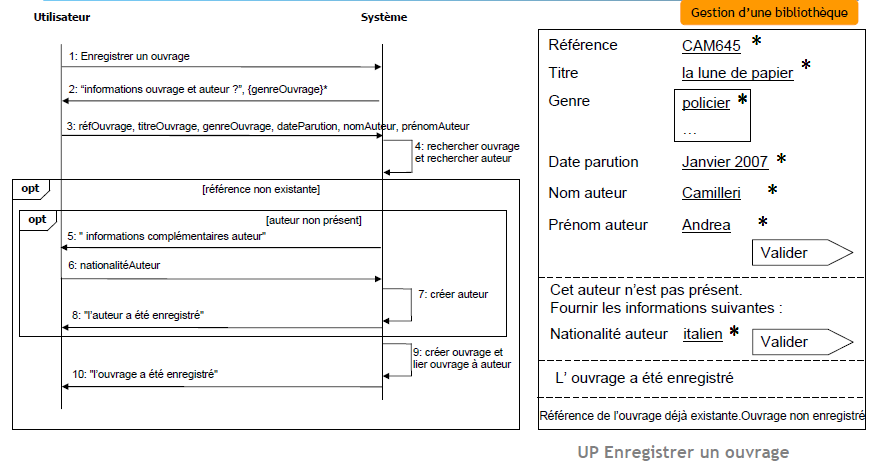 Utilisateur
Système
Gestion d'une bibliothèque
1: Enregistrer un ouvrage
2: "informations ouvrage et auteur ?", {genreOuvrage}*
3: réfOuvrage, titreOuvrage, genreOuvrage, dateParution, nomAuteur, prénomAuteur
4: rechercher ouvrage
et rechercher auteur
opt
[référence non existante]
opt
[auteur non présent]
5: " informations complémentaires auteur"
6: nationalitéAuteur
7: créer auteur
8: "l'auteur a été enregistré"
9: créer ouvrage et
lier ouvrage à auteur
10: "l'ouvrage a été enregistré"
Référence CAM645 *
Titre la lune de papier *
Genre policier *
...
Date parution Janvier 2007 *
Nom auteur Camilleri *
Prénom auteur Andrea *
Valider
Cet auteur n'est pas présent.
Fournir les informations suivantes :
Nationalité auteur italien * Valider
L' ouvrage a été enregistré
Référence de l'ouvrage déjà existante.Ouvrage non enregistré
UP Enregistrer un ouvrage